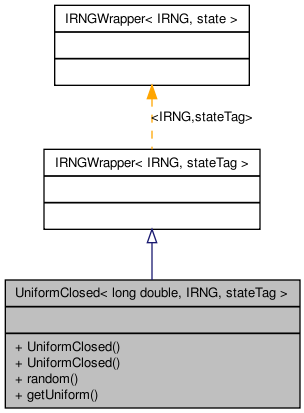 IRNGWrapper< IRNG, state >
<IRNG,stateTag>
IRNGWrapper< IRNG, stateTag >
UniformClosed< long double, IRNG, stateTag >
+ UniformClosed()
+ UniformClosed()
+ random()
+ getUniform()